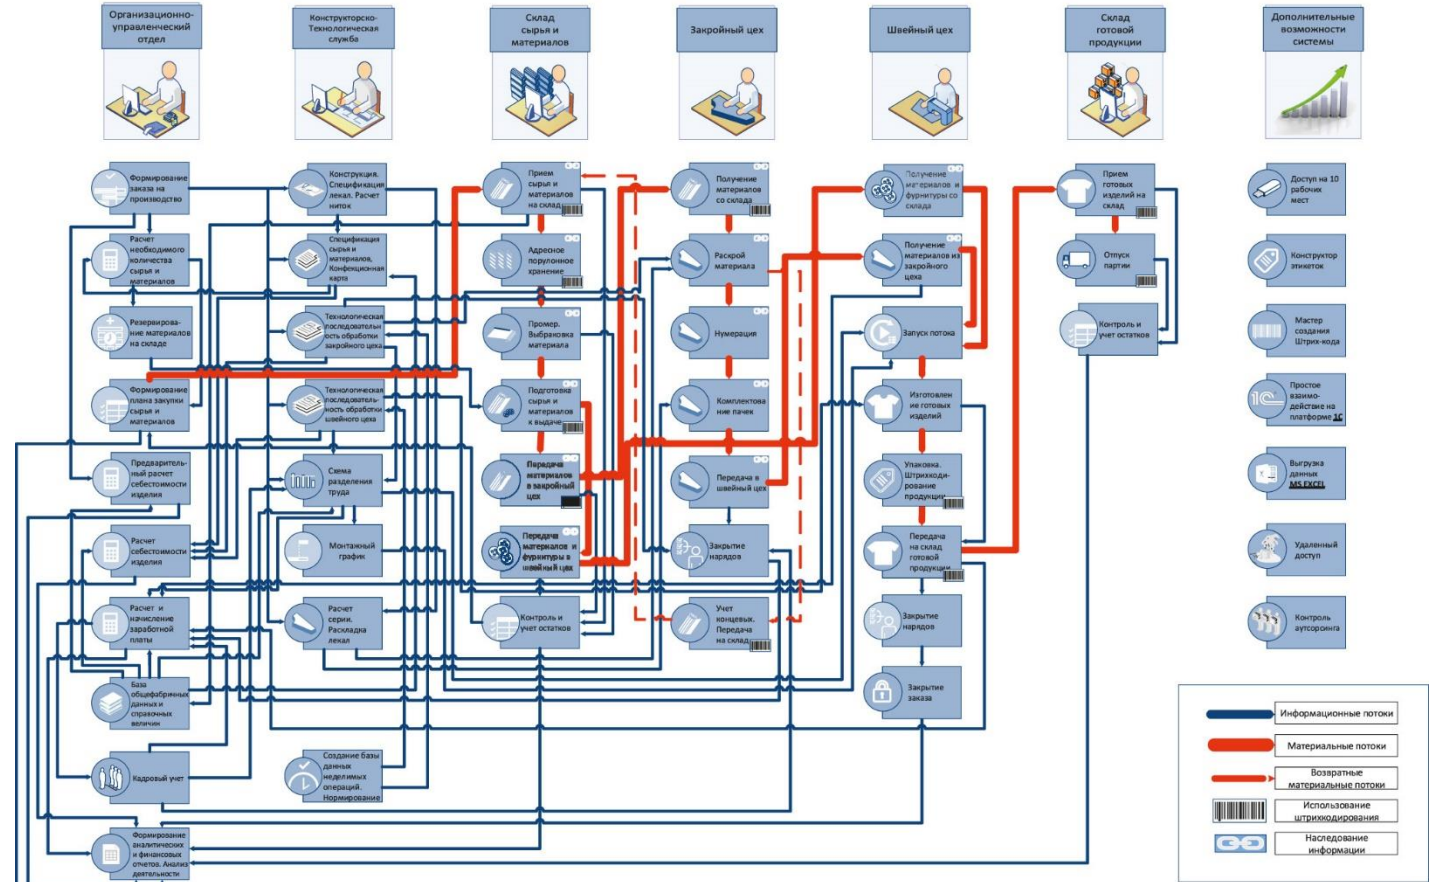 Организационно-
управленческий
отдел
Конструкторско-
Технологическая
служба
Склад
сырья и
материалов
Закройный цех
Швейный цех
Склад
готовой
продукции
Дополнительные
возможности
системы
Формирование
заказа на
производство
Расчет
необходимого
количества
сырья и
материалов
Резервирова-
ние материалов
на складе
Формирование
плана закупки
сырья и
материалов
Предваритель-
ный расчет
себестоимости
изделия
Расчет
себестоимости
изделия
Расчет и
начисление
заработной
платы
База
общефабричных
данных и
справочных
величин
Кадровый учет
Формирование
аналитических
и финансовых
отчетов. Анализ
деятельности
Конструкция.
Спецификация
лекал. Расчет
ниток
Спецификация
сырья и
материалов,
Конфекционная
карта
Технологическая
последователь-
ность обработки
закройного цеха
Технологическая
последователь-
ность обработки
швейного цеха
Схема
разделения
труда
Монтажный
график
Расчет
серии.
Раскладка
лекал
Создание базы
данных
неделимых
операций.
Нормирование
Прием
сырья и
материалов
на склад
Адресное
порулонное
хранение
Промер.
Выбраковка
материала
Подготовка
сырья и
материалов
к выдаче
Передача
материалов
в закройный
цех
Передача
материалов и
фурнитуры в
швейный цех
Контроль и
учет остатков
Получение
материалов
со склада
Раскрой
материала
Нумерация
Комплектова
ние пачек
Передача в
швейный цех
Закрытие
нарядов
Учет
концевых.
Передача
на склад
Получение
материалов и
фурнитуры со
склада
Получение
материалов из
закройного
цеха
Запуск потока
Изготовлен
ие готовых
изделий
Упаковка.
Штрихкоди-
рование
продукции
Передача
на склад
готовой
продукции
Закрытие
нарядов
Закрытие
заказа
Прием
готовых
изделий на
склад
Отпуск
партии
Контроль и
учет остатков
Доступ на 10
рабочих
мест
Конструктор
этикеток
Мастер
создания
Штрих-кода
1С
Простое
взаимо-
действие на
платформе 1С
Выгрузка
данных
MS EXCEL
Удаленный
доступ
Контроль
аутсорсинга
Информационные потоки
Материальные потоки
Возвратные
материальные потоки
Использование
штрихкодирования
Наследование
информации